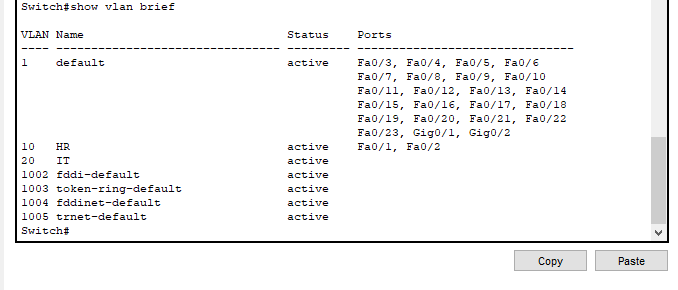 Switch#show vlan brief
VLAN Name                             Status    Ports
---- -------------------------------- --------- -------------------------------
1    default                          active    Fa0/3, Fa0/4, Fa0/5, Fa0/6
                                                Fa0/7, Fa0/8, Fa0/9, Fa0/10
                                                Fa0/11, Fa0/12, Fa0/13, Fa0/14
                                                Fa0/15, Fa0/16, Fa0/17, Fa0/18
                                                Fa0/19, Fa0/20, Fa0/21, Fa0/22
                                                Fa0/23, Gig0/1, Gig0/2
10   HR                               active    Fa0/1, Fa0/2
20   IT                               active
1002 fddi-default                     active
1003 token-ring-default               active
1004 fddinet-default                  active
1005 trnet-default                    active
Switch#
Copy Paste